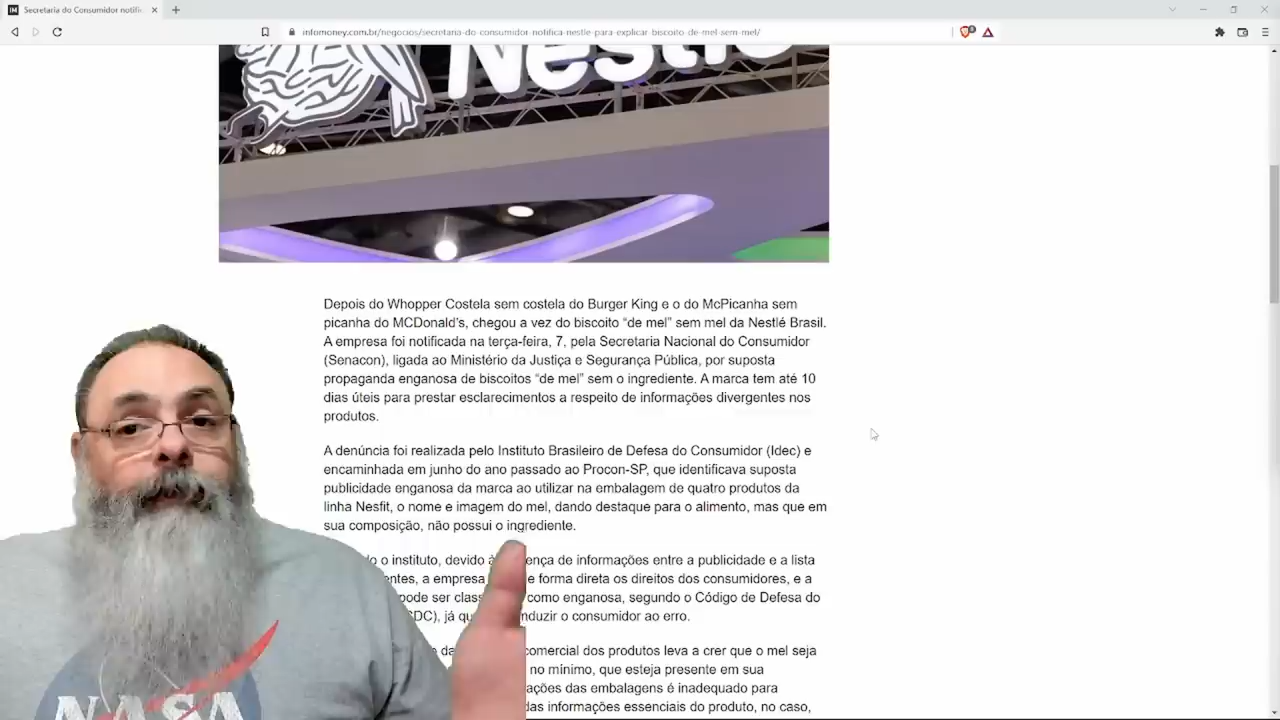 Secretaria do Consumidor notific
infomoney.com.br/negocios/secretaria-do-consumidor-notifica-nestle-para-explicar-biscoito-de-mel-sem-mel/
Nestlé
Depois do Whopper Costela sem costela do Burger King e o do McPicanha sem
picanha do MCDonald's, chegou a vez do biscoito “de mel” sem mel da Nestlé Brasil.
A empresa foi notificada na terça-feira, 7, pela Secretaria Nacional do Consumidor
(Senacon), ligada ao Ministério da Justiça e Segurança Pública, por suposta
propaganda enganosa de biscoitos “de mel” sem o ingrediente. A marca tem até 10
dias úteis para prestar esclarecimentos a respeito de informações divergentes nos
produtos.
A denúncia foi realizada pelo Instituto Brasileiro de Defesa do Consumidor (Idec) e
encaminhada em junho do ano passado ao Procon-SP, que identificava suposta
publicidade enganosa da marca ao utilizar na embalagem de quatro produtos da
linha Nesfit, o nome e imagem do mel, dando destaque para o alimento, mas que em
sua composição, não possui o ingrediente.
o instituto, devido à ença de informações entre a publicidade e a lista
entes, a empresa e forma direta os direitos dos consumidores, e a
pode ser class como enganosa, segundo o Código de Defesa do
CDC), já qu nduzir o consumidor ao erro.
comercial dos produtos leva a crer que o mel seja
no mínimo, que esteja presente em sua
ações das embalagens é inadequado para
das informações essenciais do produto, no caso,
NASA